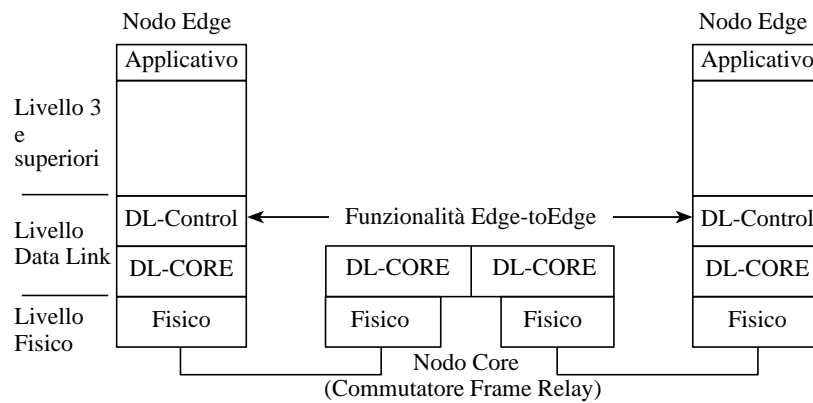 Nodo Edge
Nodo Edge
Applicativo
Applicativo
Livello 3
e
superiori
DL-Control
Funzionalità Edge-toEdge
DL-Control
Livello
Data Link
DL-CORE
DL-CORE
DL-CORE
DL-CORE
Livello
Fisico
Fisico
Fisico
Fisico
Fisico
Nodo Core
(Commutatore Frame Relay)